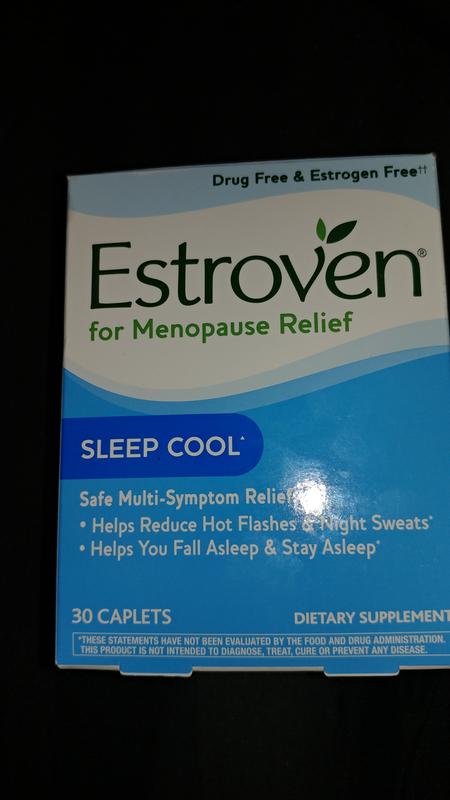 Drug Free & Estrogen Free††
Estroven®
for Menopause Relief
SLEEP COOL^
Safe Multi-Symptom Relief
• Helps Reduce Hot Flashes & Night Sweats*
• Helps You Fall Asleep & Stay Asleep*
30 CAPLETS
DIETARY SUPPLEMENT
*THESE STATEMENTS HAVE NOT BEEN EVALUATED BY THE FOOD AND DRUG ADMINISTRATION.
THIS PRODUCT IS NOT INTENDED TO DIAGNOSE, TREAT, CURE OR PREVENT ANY DISEASE.